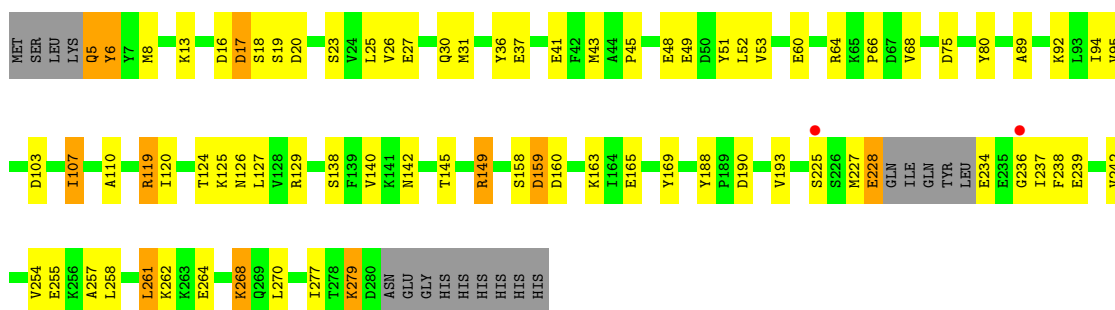 MET SER LEU LYS Q5 Y6 Y7 M8 K13 D16 D17 S18 S19 D20 S23 V24 L25 V26 E27 Q30 M31 Y36 E37 E41 F42 M43 A44 P45 E48 E49 D50 Y51 L52 V53 E60 R64 K65 P66 D67 V68 D75 Y80 A89 K92 L93 I94 V95
D103 I107 A110 R119 I120 T124 K125 N126 L127 V128 R129 S138 F139 V140 K141 N142 T145 R149 S158 D159 D160 K163 I164 E165 Y169 Y188 P189 D190 V193 S225 S226 M227 E228 GLN ILE GLN TYR LEU E234 E235 G236 I237 F238 E239
V254 E255 K256 A257 L258 L261 K262 K263 E264 K268 Q269 L270 I277 T278 K279 D280 ASN GLU GLY HIS HIS HIS HIS HIS HIS